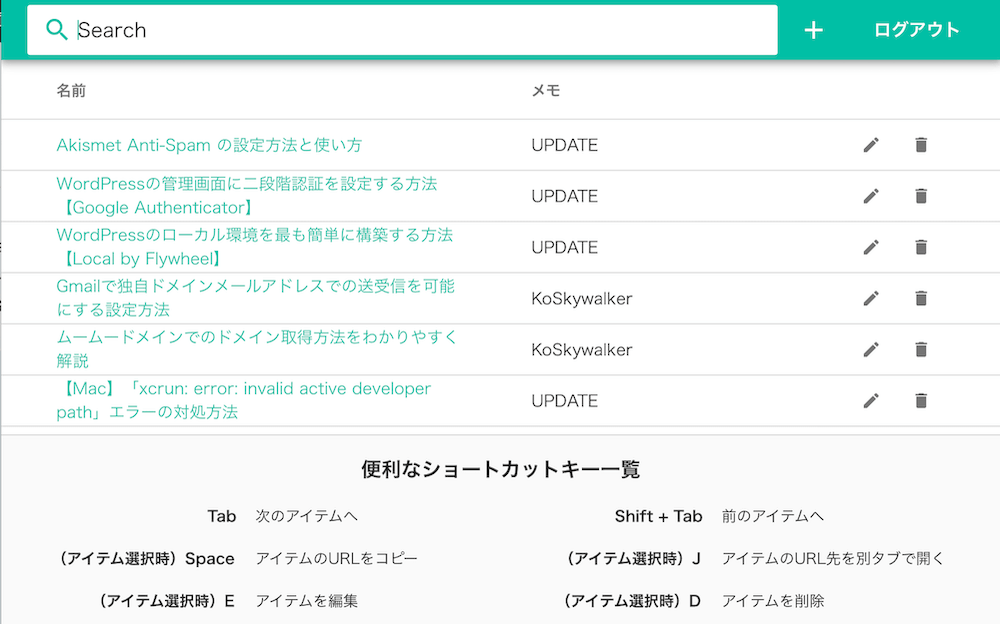 Search
ログアウト
名前 メモ
Akismet Anti-Spam の設定方法と使い方 UPDATE
WordPressの管理画面に二段階認証を設定する方法
【Google Authenticator】 UPDATE
WordPressのローカル環境を最も簡単に構築する方法
【Local by Flywheel】 UPDATE
Gmailで独自ドメインメールアドレスでの送受信を可能
にする設定方法 KoSkywalker
ムームードメインでのドメイン取得方法をわかりやすく
解説 KoSkywalker
【Mac】「xcrun: error: invalid active developer
path」エラーの対処方法 UPDATE
便利なショートカットキー一覧
Tab 次のアイテムへ Shift + Tab 前のアイテムへ
（アイテム選択時）Space アイテムのURLをコピー （アイテム選択時）J アイテムのURL先を別タブで開く
（アイテム選択時）E アイテムを編集 （アイテム選択時）D アイテムを削除